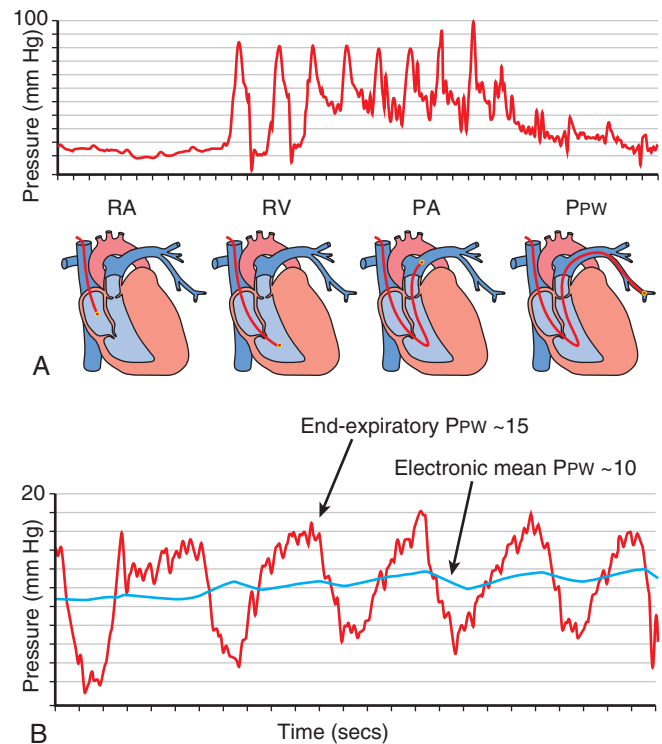 100
Pressure (mm Hg)
RA RV PA PPW
A
End-expiratory PPW ~15
Electronic mean PPW ~10
20
Pressure (mm Hg)
B
Time (secs)